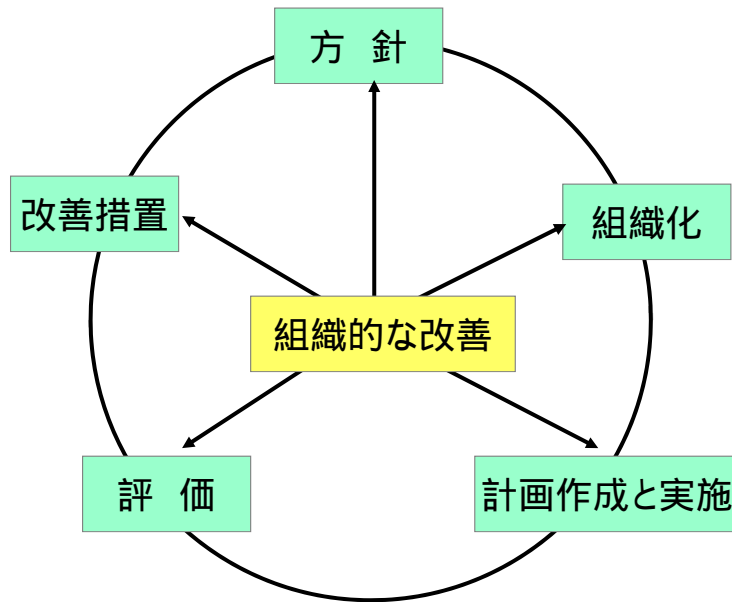 方 針
改善措置
組織化
組織的な改善
評 価
計画作成と実施